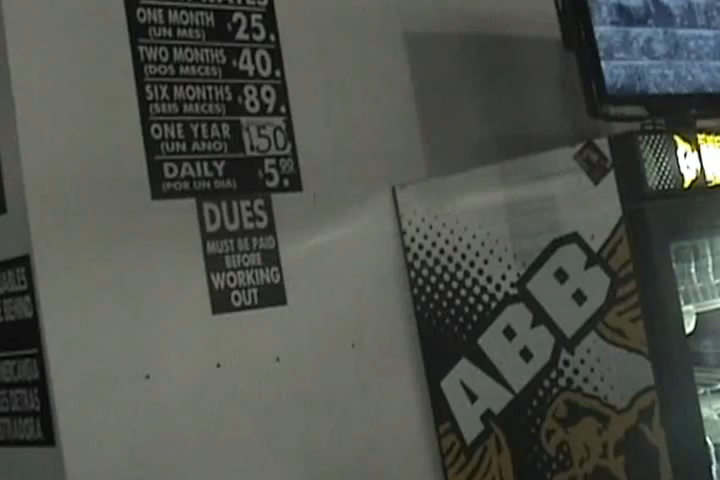 ONE MONTH $25.
(UN MES)
TWO MONTHS $40.
(DOS MECES)
SIX MONTHS $89.
(SEIS MECES)
ONE YEAR 150
(UN ANO)
DAILY $5.00
(POR UN DIA)
DUES
MUST BE PAID
BEFORE
WORKING
OUT
BEHIND
ABB